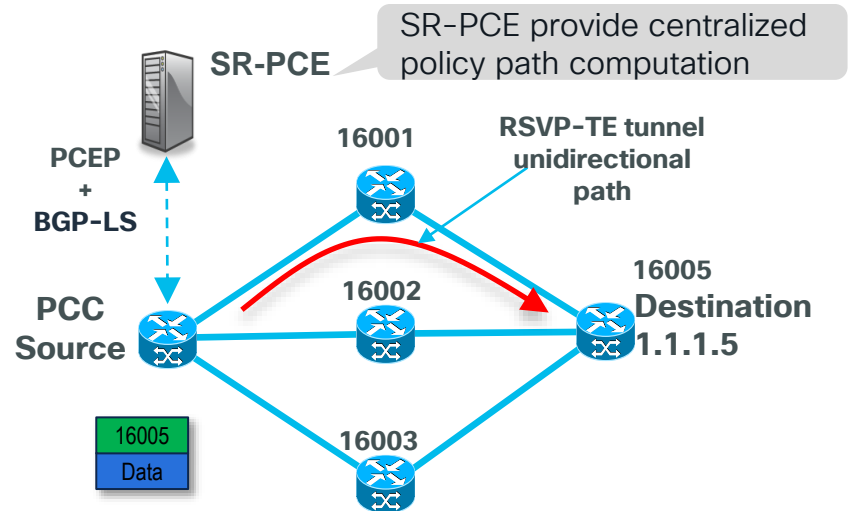 SR-PCE provide centralized
policy path computation
SR-PCE
RSVP-TE tunnel
unidirectional
path
16001
PCEP
+
BGP-LS
16002
16005
Destination
1.1.1.5
PCC
Source
16003
16005
Data